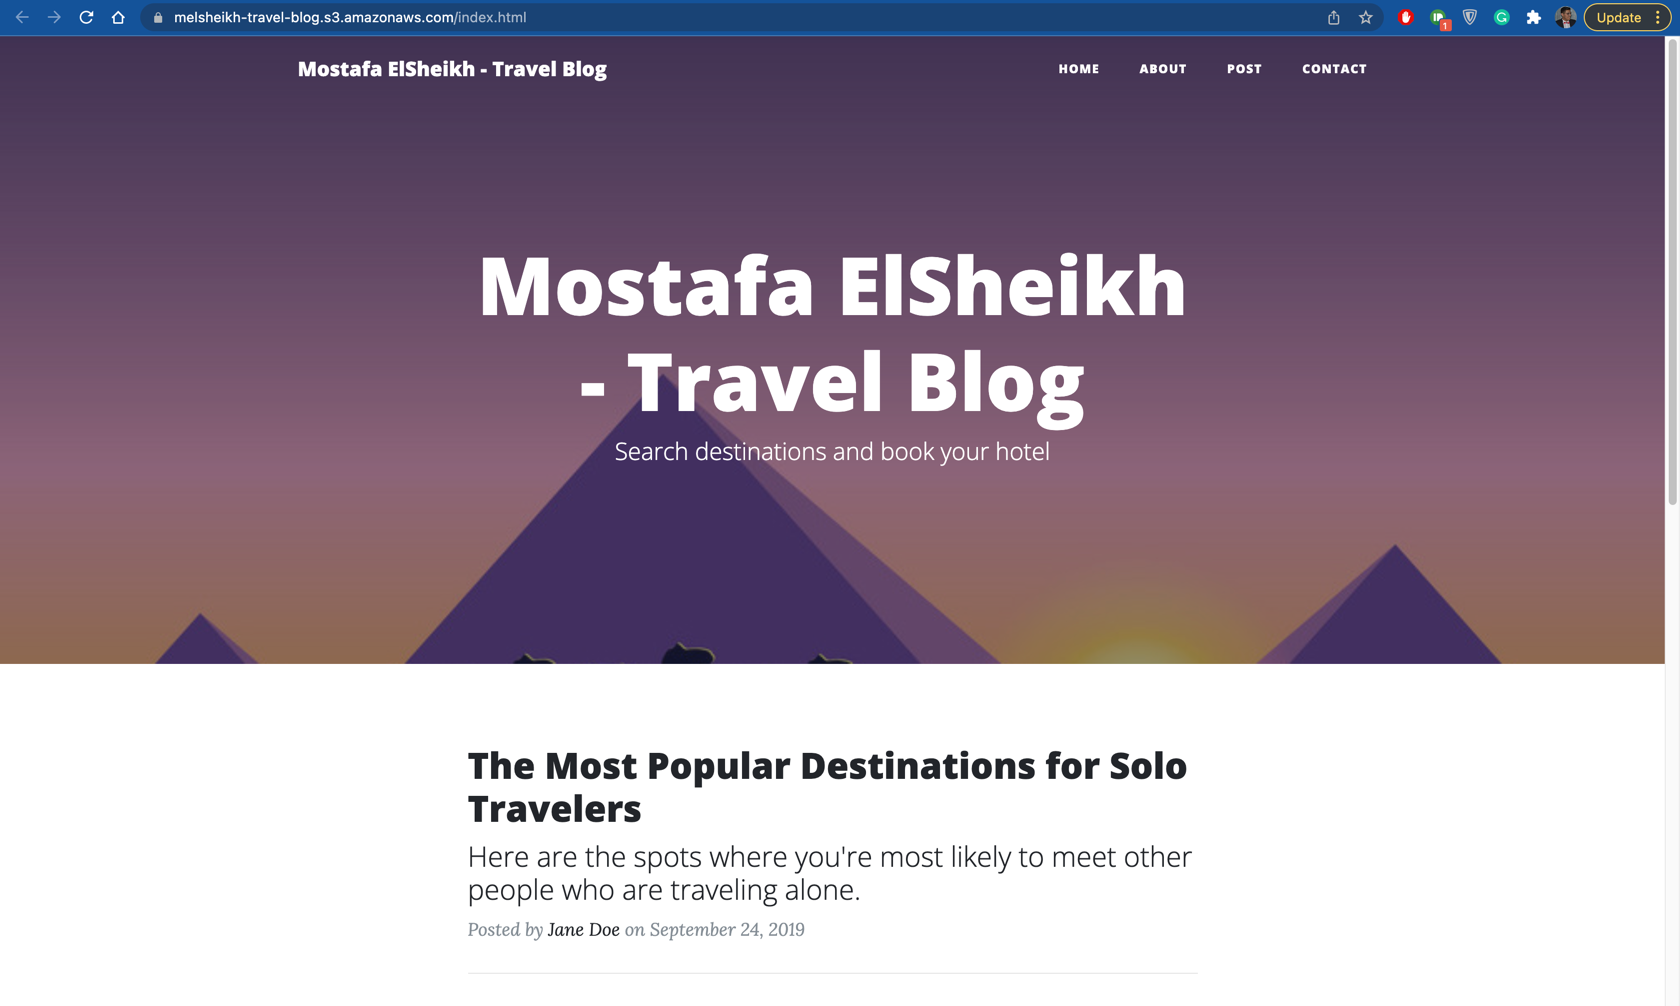 melsheikh-travel-blog.s3.amazonaws.com/index.html
1
Update
Mostafa ElSheikh - Travel Blog
HOME
ABOUT
POST
CONTACT
Mostafa ElSheikh
- Travel Blog
Search destinations and book your hotel
The Most Popular Destinations for Solo
Travelers
Here are the spots where you're most likely to meet other
people who are traveling alone.
Posted by Jane Doe on September 24, 2019